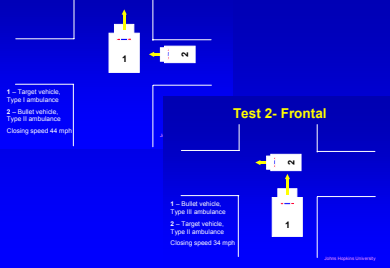 1
2
1 – Target vehicle,
Type I ambulance
2 – Bullet vehicle,
Type II ambulance
Closing speed 44 mph
Test 2- Frontal
2
1 – Bullet vehicle,
Type III ambulance
2 – Target vehicle,
Type II ambulance
Closing speed 34 mph
1
Johns Hopkins University